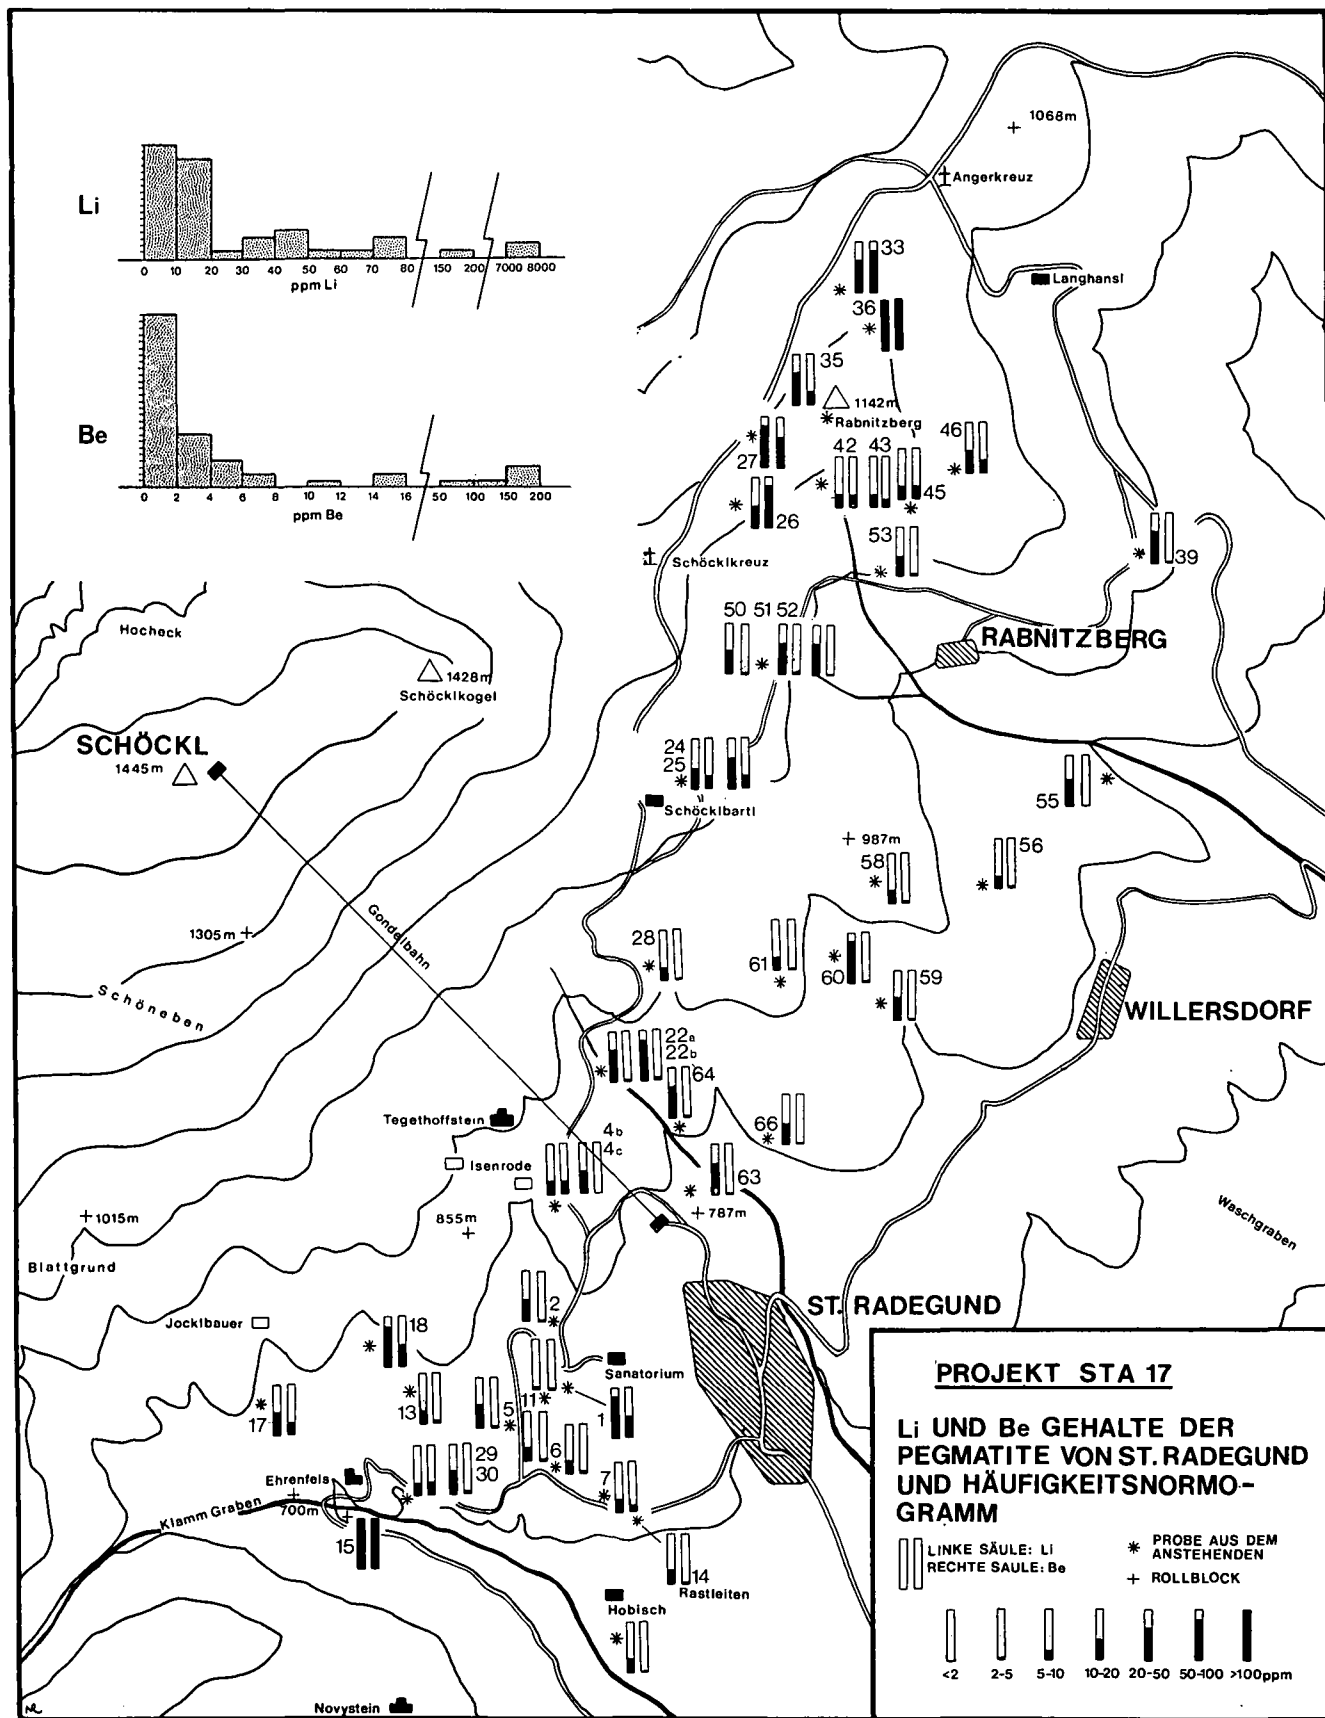 Li
0 10 20 30 40 50 60 70 80 150 200 7000 8000
ppm Li
Be
0 2 4 6 8 10 12 14 16 50 100 150 200
ppm Be
1068m
Angerkreuz
33
Langhansl
36
35
1142m
Rabnitzberg
46
42 43
27
45
26
53
39
Schöcklkreuz
Hocheck
50 51 52
RABNITZBERG
1428m
Schöcklkogel
SCHÖCKL
1445m
24
25
55
Schöcklbartl
987m
56
58
Gondelbahn
1305m
28
61
60
59
Schöneben
WILLERSDORF
22a
22b
64
Tegethoffstein
66
4b
4c
Isenrode
63
1015m
855m
787m
Waschgraben
Blattgrund
2
ST. RADEGUND
Jocklbauer
18
Sanatorium
11
17
13
5
1
6
29
30
7
Ehrenfels
Klamm Graben
700m
15
14
Rastleiten
Hobisch
Novystein
PROJEKT STA 17
Li UND Be GEHALTE DER
PEGMATITE VON ST. RADEGUND
UND HÄUFIGKEITSNORMO-
GRAMM
LINKE SÄULE: Li
RECHTE SAULE: Be
PROBE AUS DEM
ANSTEHENDEN
ROLLBLOCK
<2 2-5 5-10 10-20 20-50 50-100 >100ppm